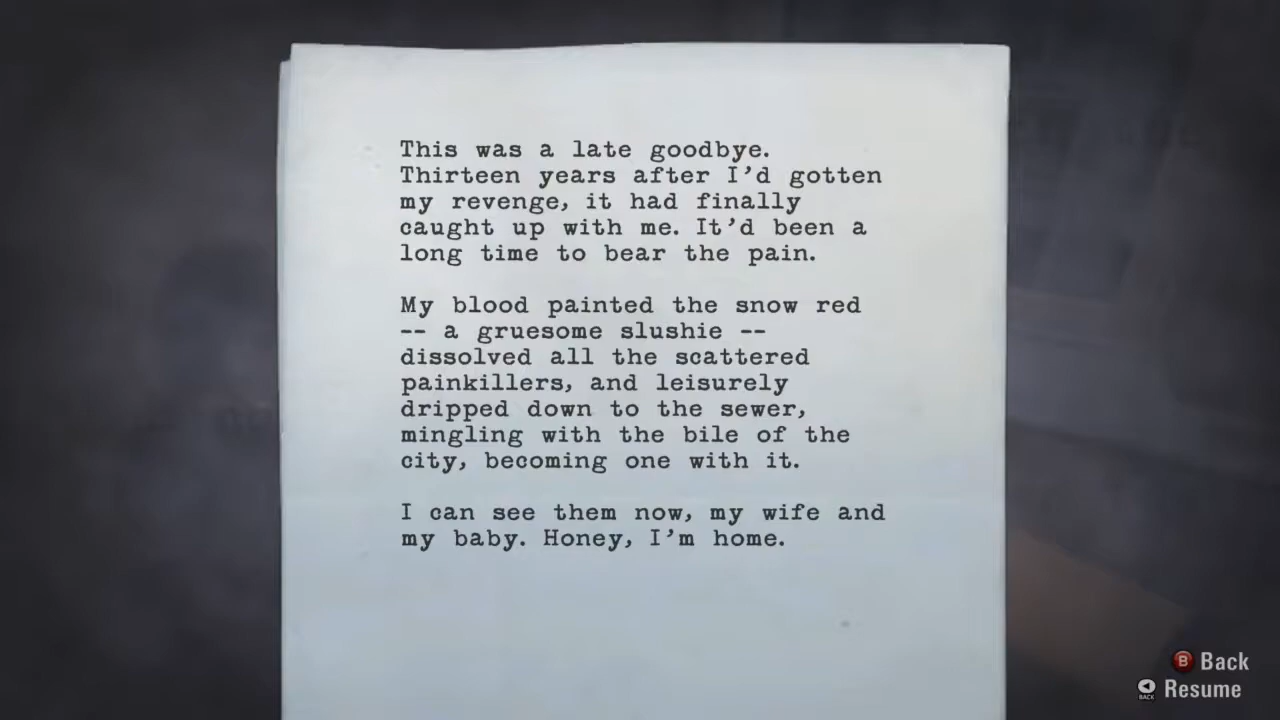 This was a late goodbye.
Thirteen years after I’d gotten
my revenge, it had finally
caught up with me. It’d been a
long time to bear the pain.
My blood painted the snow red
-- a gruesome slushie --
dissolved all the scattered
painkillers, and leisurely
dripped down to the sewer,
mingling with the bile of the
city, becoming one with it.
I can see them now, my wife and
my baby. Honey, I’m home.
B Back
BACK Resume